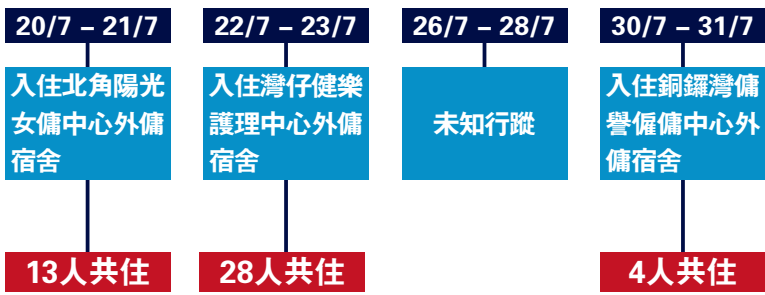 20/7 – 21/7
入住北角陽光
女傭中心外傭
宿舍
13人共住
22/7 – 23/7
入住灣仔健樂
護理中心外傭
宿舍
28人共住
26/7 – 28/7
未知行蹤
30/7 – 31/7
入住銅鑼灣傭
譽僱傭中心外
傭宿舍
4人共住